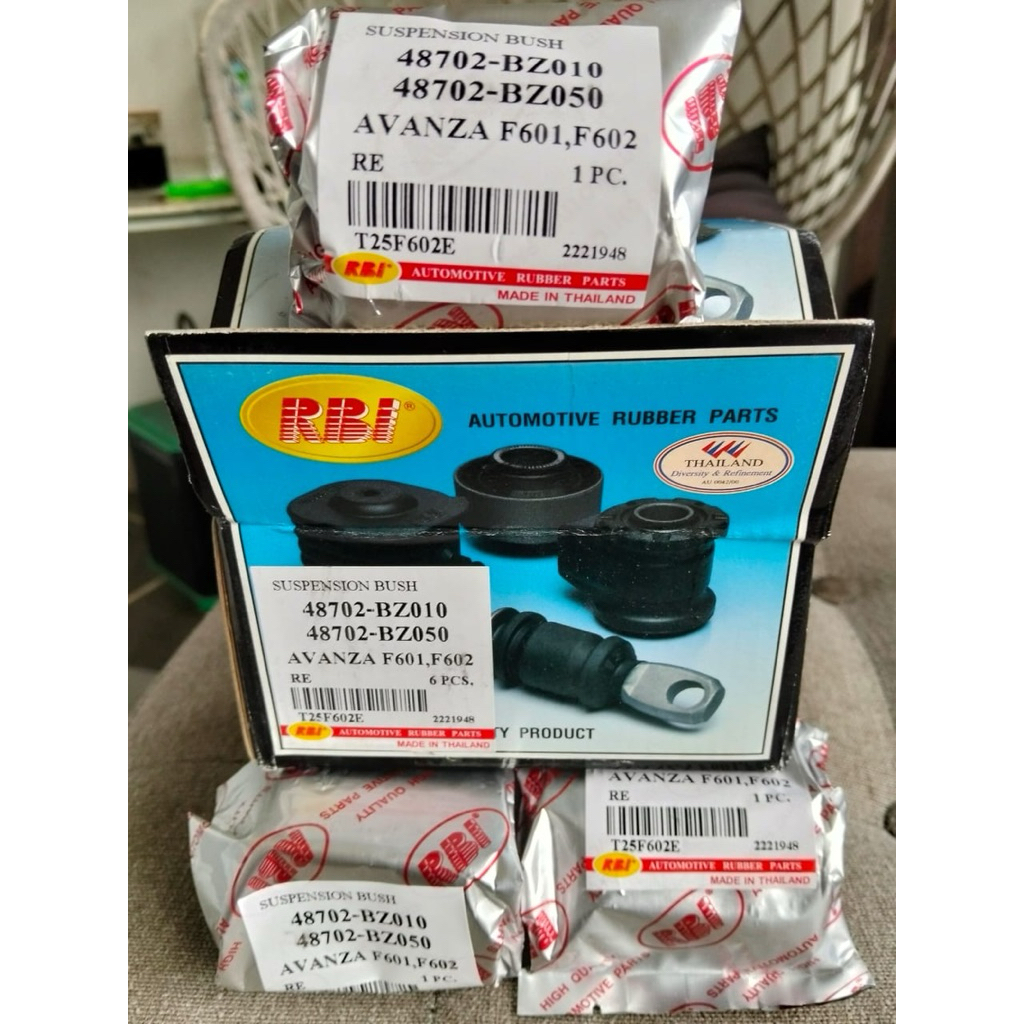 SUSPENSION BUSH
48702-BZ010
48702-BZ050
AVANZA F601,F602
RE 1 PC.
T25F602E 2221948
RBI AUTOMOTIVE RUBBER PARTS
MADE IN THAILAND
RBI® AUTOMOTIVE RUBBER PARTS
THAILAND
Diversity & Refinement
SUSPENSION BUSH
48702-BZ010
48702-BZ050
AVANZA F601,F602
RE 6 PCS.
T25F602E 2221948
RBI AUTOMOTIVE RUBBER PARTS
MADE IN THAILAND
PRODUCT
AVANZA F601,F602
RE 1 PC.
T25F602E 2221948
RBI AUTOMOTIVE RUBBER PARTS
MADE IN THAILAND
RBI
RBI
HIGH QUALITY
SUSPENSION BUSH
48702-BZ010
48702-BZ050
AVANZA F601,F602
RE 1 PC.
RBI
HIGH QUALITY
AUTOMOTIVE PARTS